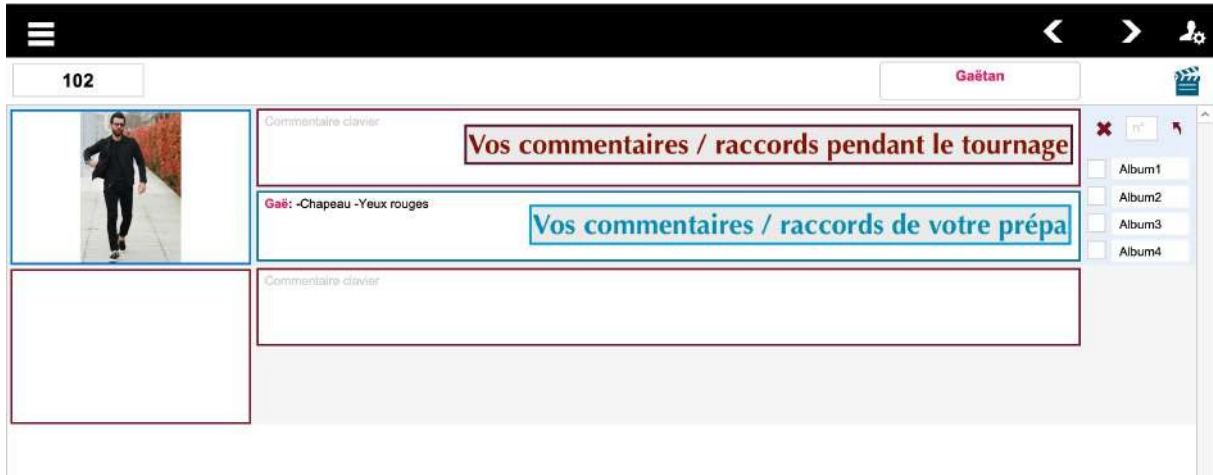 102
Gaëtan
Commentaire clavier
Vos commentaires / raccords pendant le tournage
n°
Album1
Gaë: -Chapeau -Yeux rouges
Vos commentaires / raccords de votre prépa
Album2
Album3
Album4
Commentaire clavier